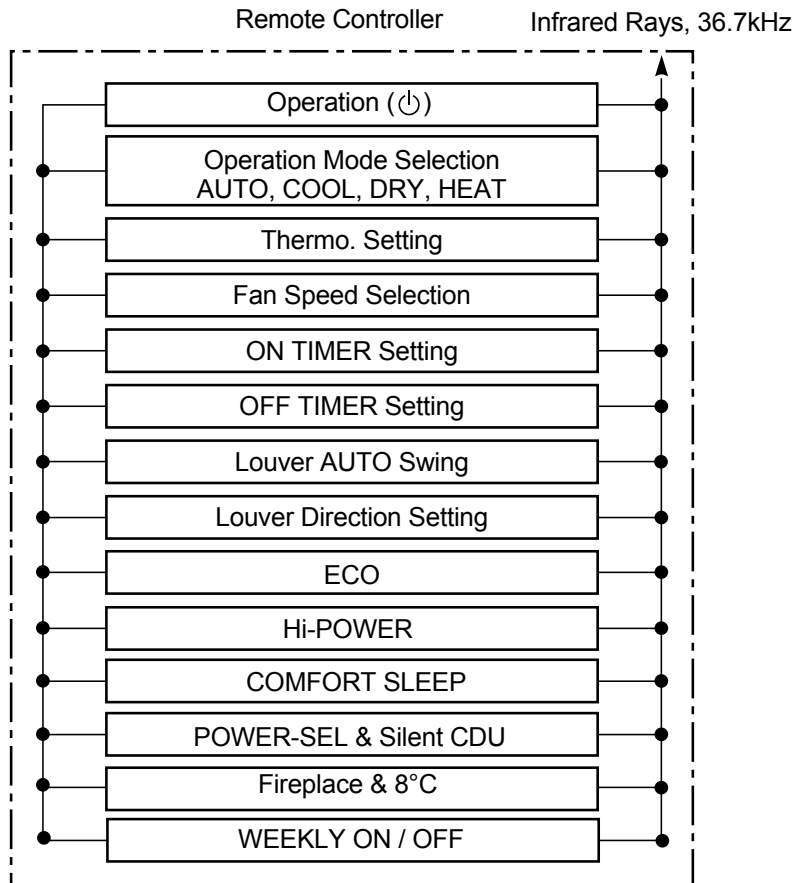 Remote Controller
Infrared Rays, 36.7kHz
Operation (⏻)
Operation Mode Selection
AUTO, COOL, DRY, HEAT
Thermo. Setting
Fan Speed Selection
ON TIMER Setting
OFF TIMER Setting
Louver AUTO Swing
Louver Direction Setting
ECO
Hi-POWER
COMFORT SLEEP
POWER-SEL & Silent CDU
Fireplace & 8°C
WEEKLY ON / OFF